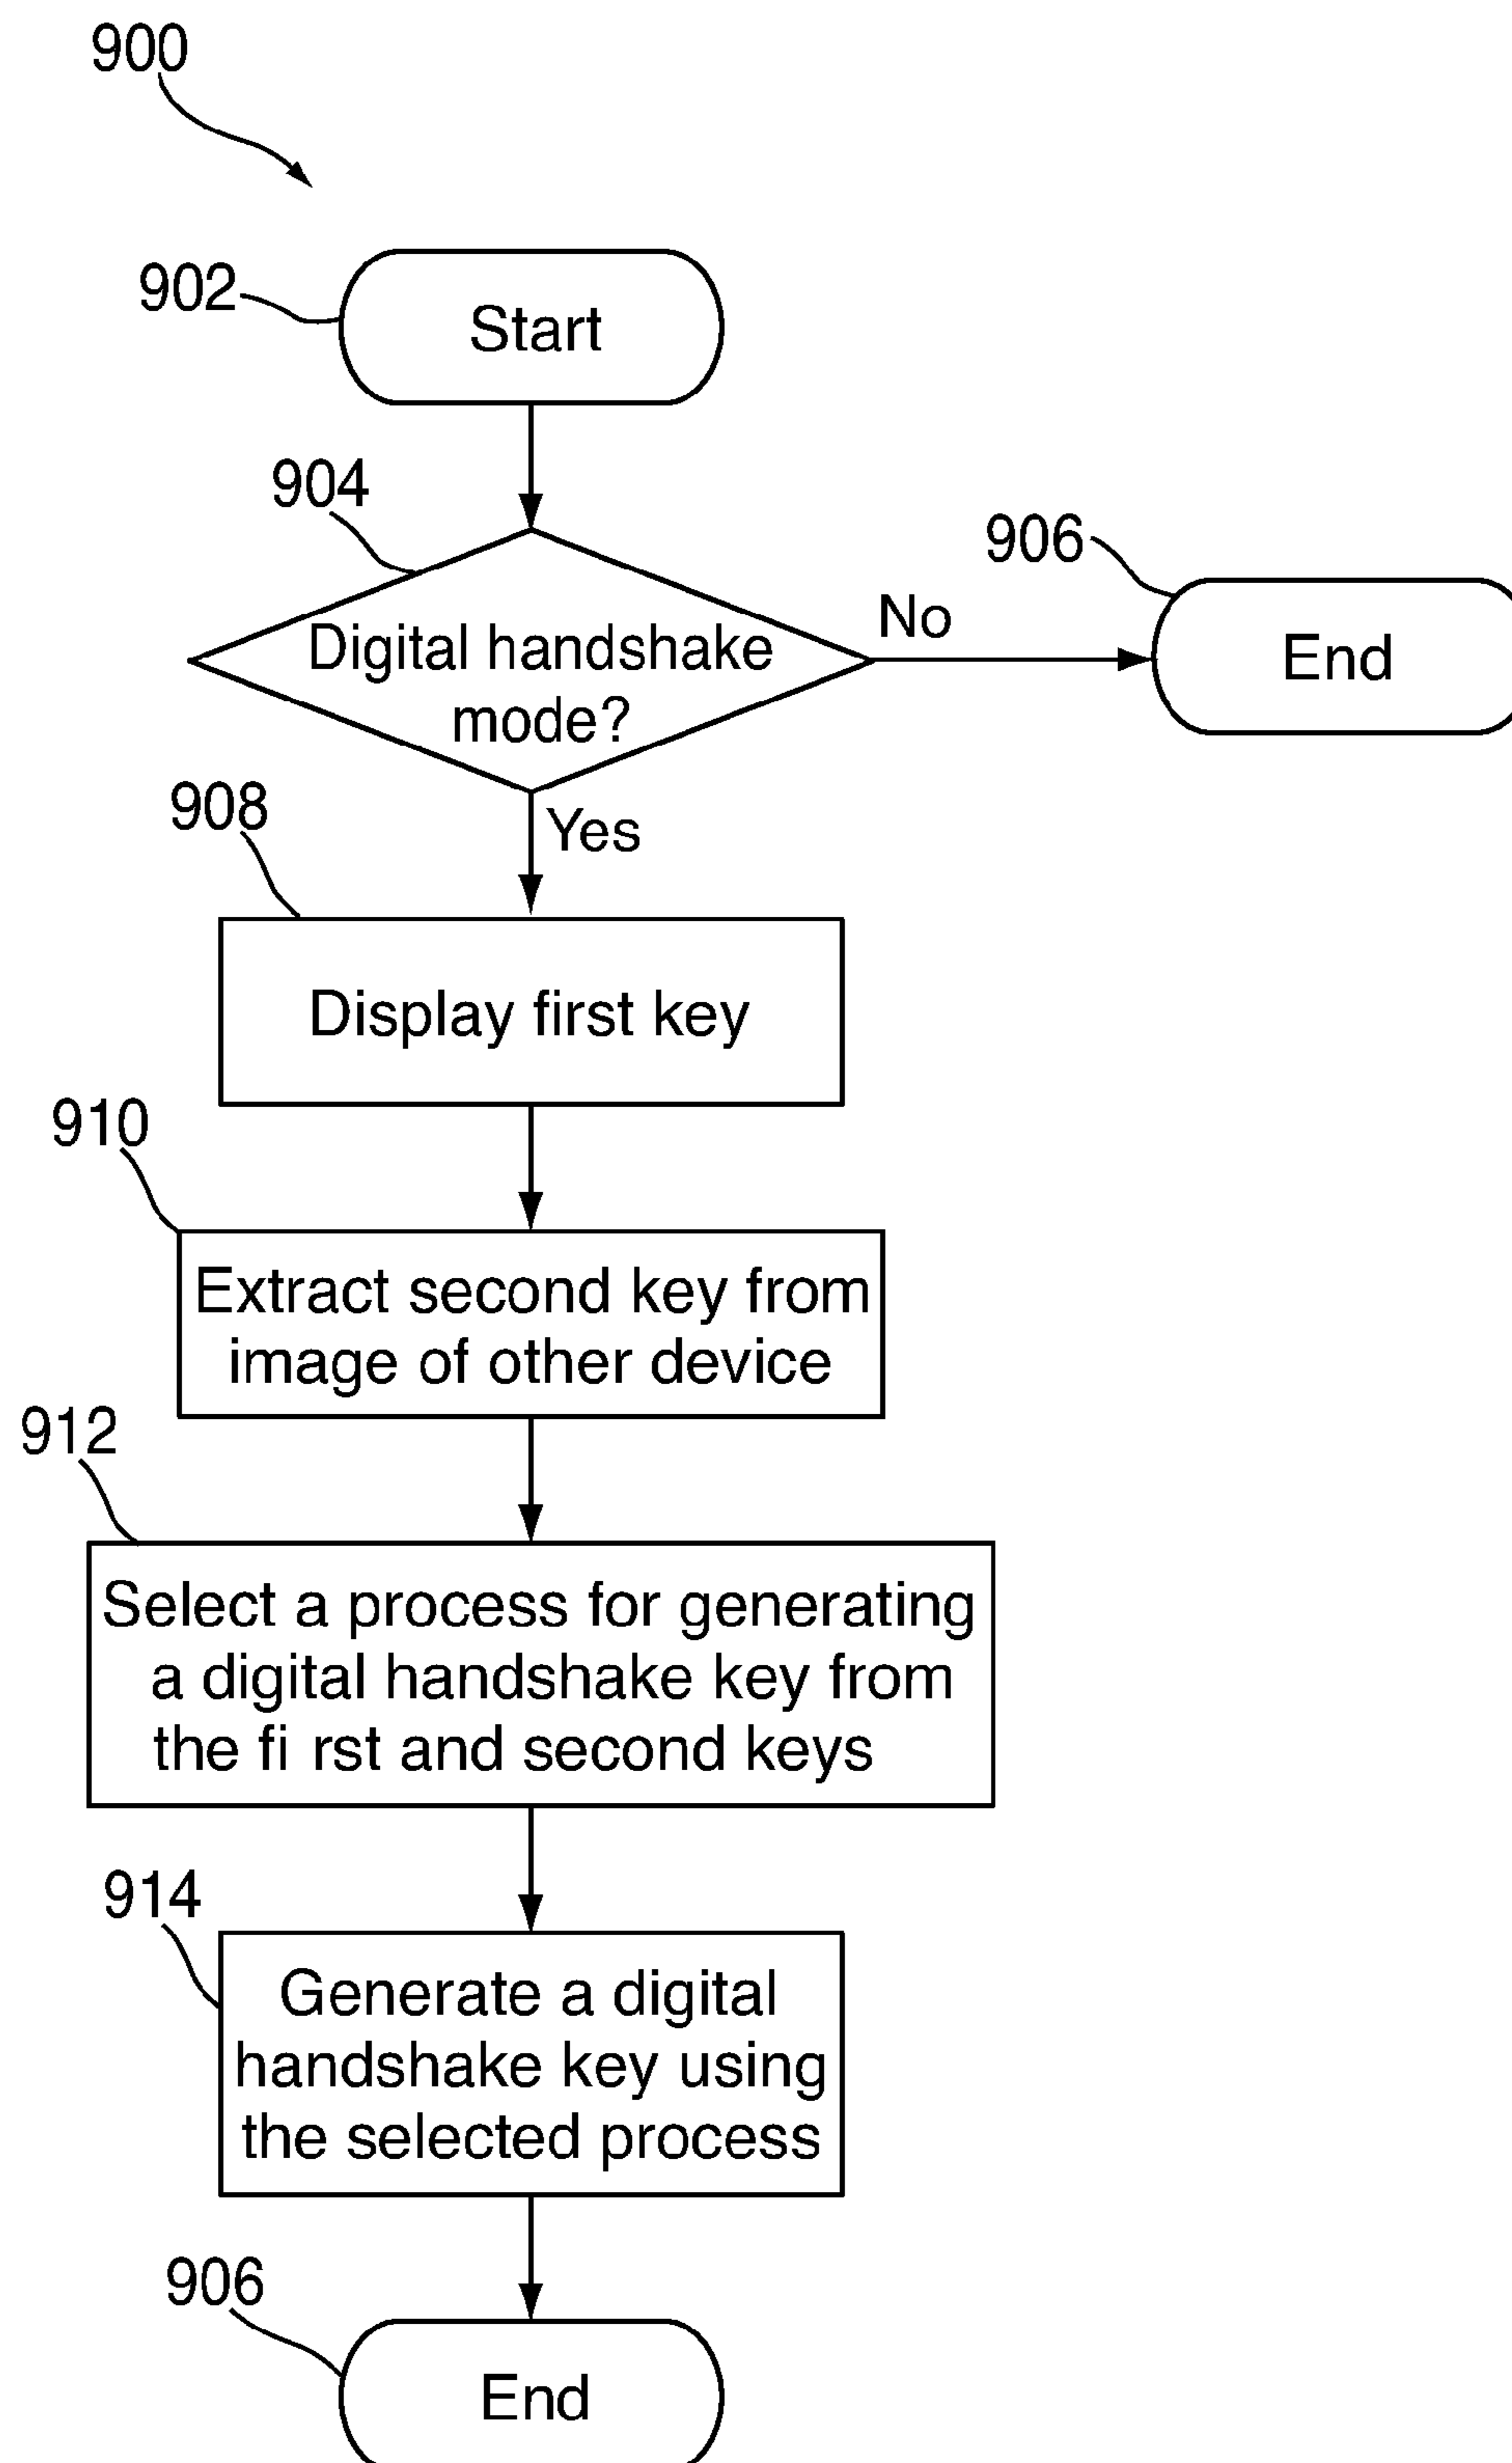 900
902
Start
904
Digital handshake
mode?
No
906
End
Yes
908
Display first key
910
Extract second key from
image of other device
912
Select a process for generating
a digital handshake key from
the fi rst and second keys
914
Generate a digital
handshake key using
the selected process
906
End